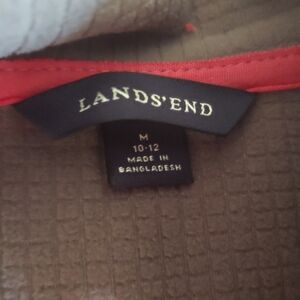 LANDS' END
M
10-12
MADE IN
BANGLADESH